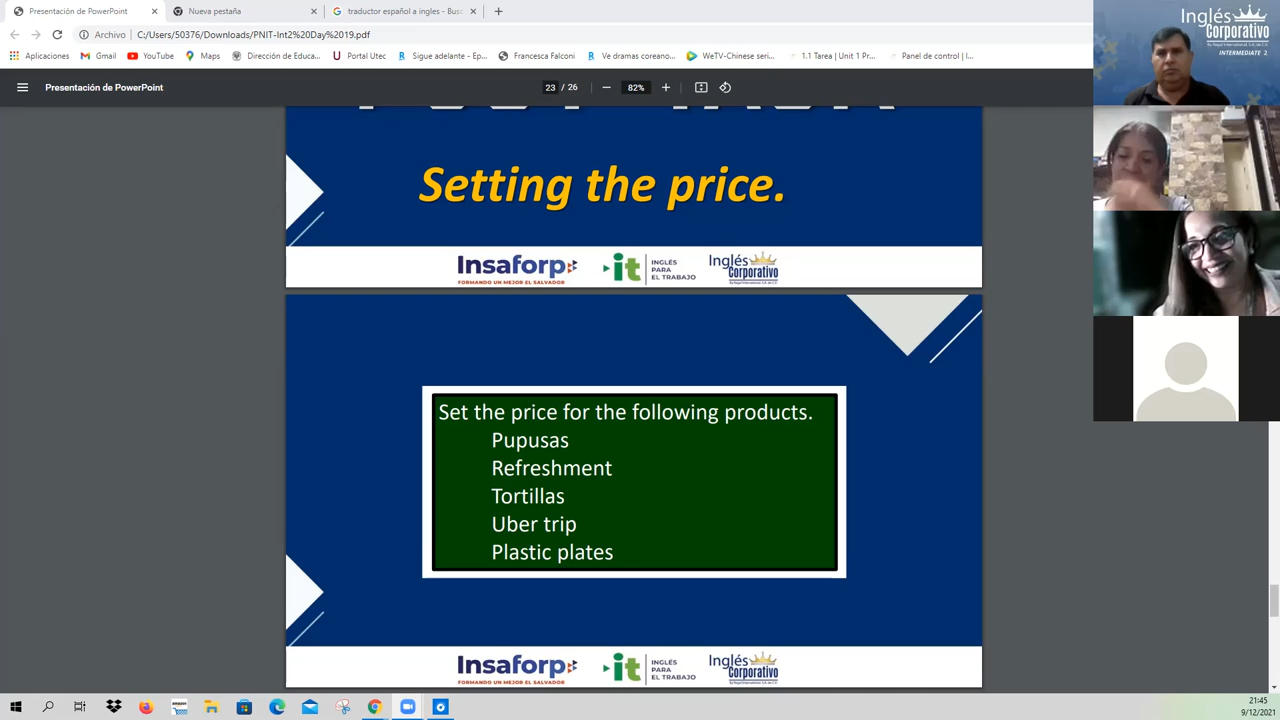 Presentación de PowerPoint
Nueva pestaña
traductor español a ingles - Bus
Archivo
C:/Users/50376/Downloads/PNIT-Int2%20Day%2019.pdf
Aplicaciones
Gmail
YouTube
Maps
Dirección de Educa...
Portal Utec
Sigue adelante - Ep...
Francesca Falconi
Ve dramas coreano...
WeTV-Chinese seri...
1.1 Tarea | Unit 1 Pr...
Panel de control | (...
Presentación de PowerPoint
23 / 26
82%
Setting the price.
Insaforp
FORMANDO UN MEJOR EL SALVADOR
it
INGLÉS
PARA
EL TRABAJO
Inglés
Corporativo
Set the price for the following products.
Pupusas
Refreshment
Tortillas
Uber trip
Plastic plates
Insaforp
FORMANDO UN MEJOR EL SALVADOR
it
INGLÉS
PARA
EL TRABAJO
Inglés
Corporativo
Inglés
Corporativo
INTERMEDIATE 2
21:45
9/12/2021